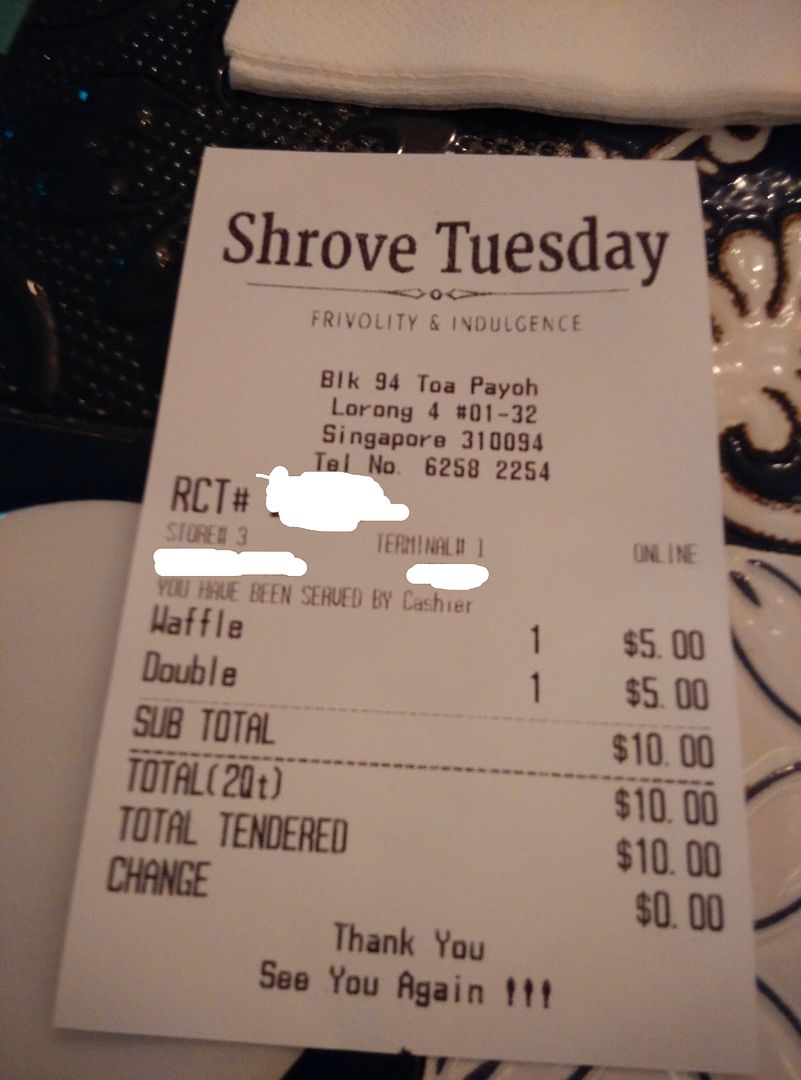 Shrove Tuesday
FRIVOLITY & INDULGENCE
Blk 94 Toa Payoh
Lorong 4 #01-32
Singapore 310094
Tel No. 6258 2254
RCT#
STORE# 3 TERMINAL# 1 ONLINE
YOU HAVE BEEN SERVED BY Cashier
Waffle 1 $5.00
Double 1 $5.00
SUB TOTAL $10.00
TOTAL(2Qt) $10.00
TOTAL TENDERED $10.00
CHANGE $0.00
Thank You
See You Again !!!